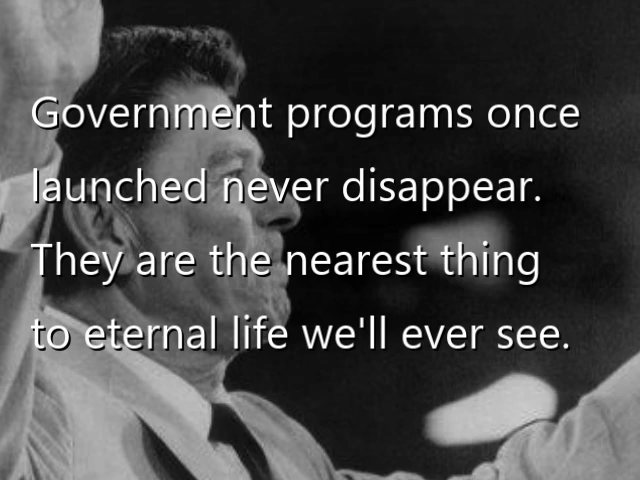 Government programs once
launched never disappear.
They are the nearest thing
to eternal life we'll ever see.